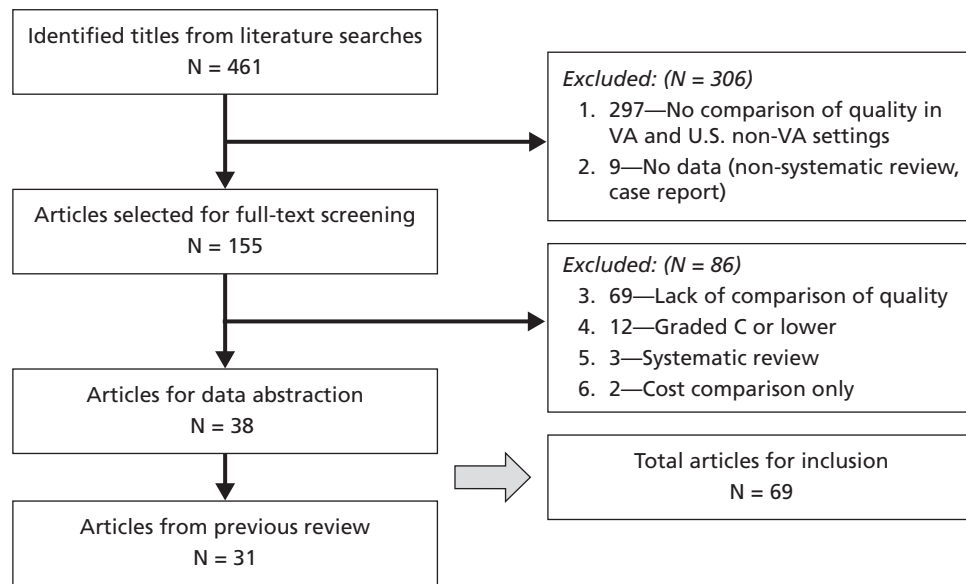 Identified titles from literature searches
N = 461
Excluded: (N = 306)
1. 297—No comparison of quality in
VA and U.S. non-VA settings
2. 9—No data (non-systematic review,
case report)
Articles selected for full-text screening
N = 155
Excluded: (N = 86)
3. 69—Lack of comparison of quality
4. 12—Graded C or lower
5. 3—Systematic review
6. 2—Cost comparison only
Articles for data abstraction
N = 38
Total articles for inclusion
N = 69
Articles from previous review
N = 31